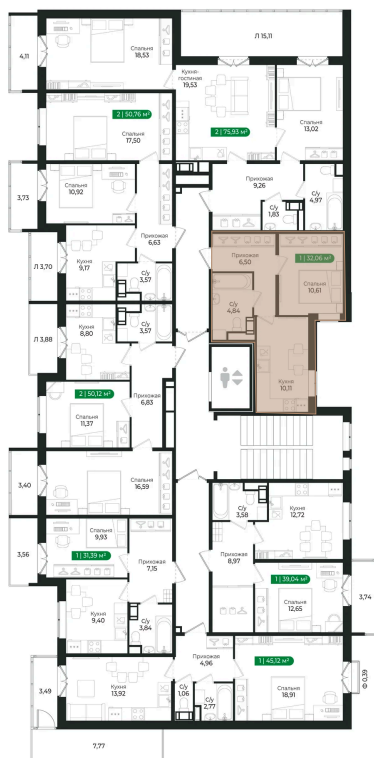 Л 15,11
4,11
Спальня
18,53
Кухня-
гостиная
19,53
2 | 50,76 м²
Спальня
17,50
2 | 75,93 м²
Спальня
13,02
Спальня
10,92
3,73
Прихожая
9,26
С/у
4,97
С/у
1,83
Прихожая
6,63
Кухня
9,17
Л 3,70
С/у
3,57
Прихожая
6,50
1 | 32,06 м²
Спальня
10,61
С/у
4,84
Л 3,88
Кухня
8,80
С/у
3,57
Кухня
10,11
2 | 50,12 м²
Спальня
11,37
Прихожая
6,83
3,40
Спальня
16,59
С/у
3,58
Кухня
12,72
3,56
Спальня
9,93
1 | 31,39 м²
Прихожая
7,15
Прихожая
8,97
1 | 39,04 м²
Спальня
12,65
3,74
Кухня
9,40
С/у
3,84
Прихожая
4,96
1 | 45,12 м²
Ф 0,39
3,49
Кухня
13,92
С/у
1,06
С/у
2,77
Спальня
18,91
7,77